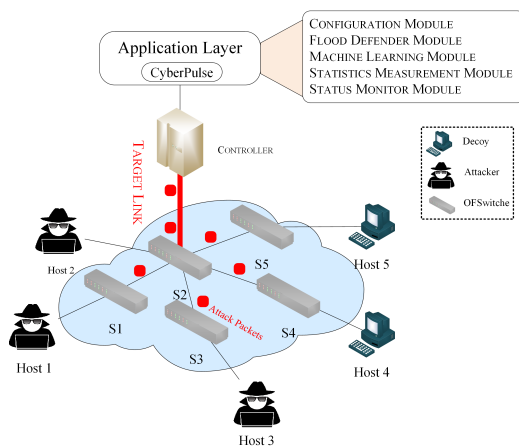 Application Layer
CyberPulse
CONFIGURATION MODULE
FLOOD DEFENDER MODULE
MACHINE LEARNING MODULE
STATISTICS MEASUREMENT MODULE
STATUS MONITOR MODULE
CONTROLLER
TARGET LINK
Decoy
Attacker
OFSwitche
Host 2
Host 5
S5
S2
S1
Attack Packets
S4
S3
Host 1
Host 4
Host 3